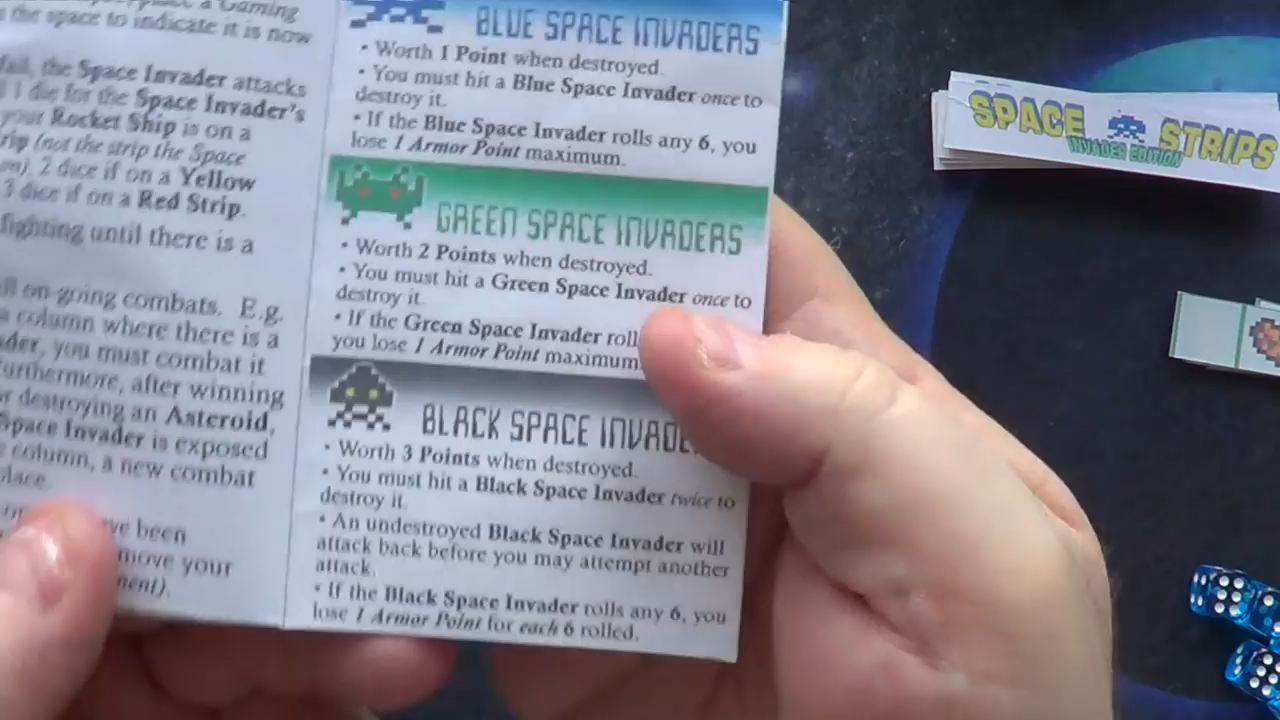 a Gaming
the space to indicate it is now
fail, the Space Invader attacks
1 die for the Space Invader's
your Rocket Ship is on a
(not the strip the Space
2 dice if on a Yellow
3 dice if on a Red Strip.
fighting until there is a
on-going combats. E.g.
a column where there is a
you must combat it
furthermore, after winning
destroying an Asteroid,
Space Invader is exposed
column, a new combat
been
move your
BLUE SPACE INVADERS
• Worth 1 Point when destroyed.
• You must hit a Blue Space Invader once to
destroy it.
• If the Blue Space Invader rolls any 6, you
lose 1 Armor Point maximum.
GREEN SPACE INVADERS
• Worth 2 Points when destroyed.
• You must hit a Green Space Invader once to
destroy it.
• If the Green Space Invader roll
you lose 1 Armor Point maximum
BLACK SPACE INVADE
• Worth 3 Points when destroyed.
• You must hit a Black Space Invader twice to
destroy it.
• An undestroyed Black Space Invader will
attack back before you may attempt another
attack.
• If the Black Space Invader rolls any 6, you
lose 1 Armor Point for each 6 rolled.
SPACE STRIPS
INVADER EDITION